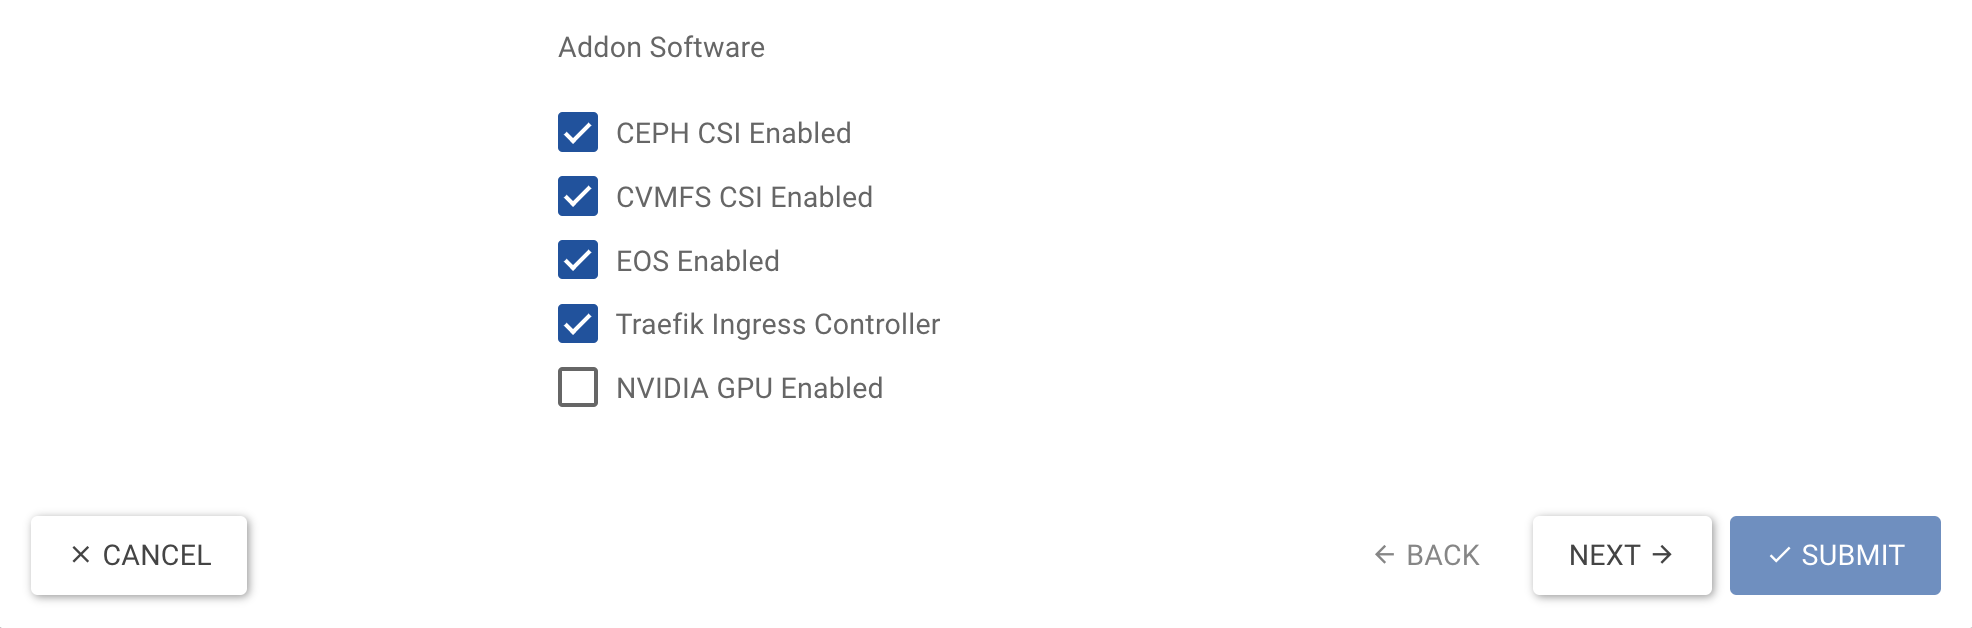 Addon Software
CEPH CSI Enabled
CVMFS CSI Enabled
EOS Enabled
Traefik Ingress Controller
NVIDIA GPU Enabled
CANCEL
BACK
NEXT
SUBMIT